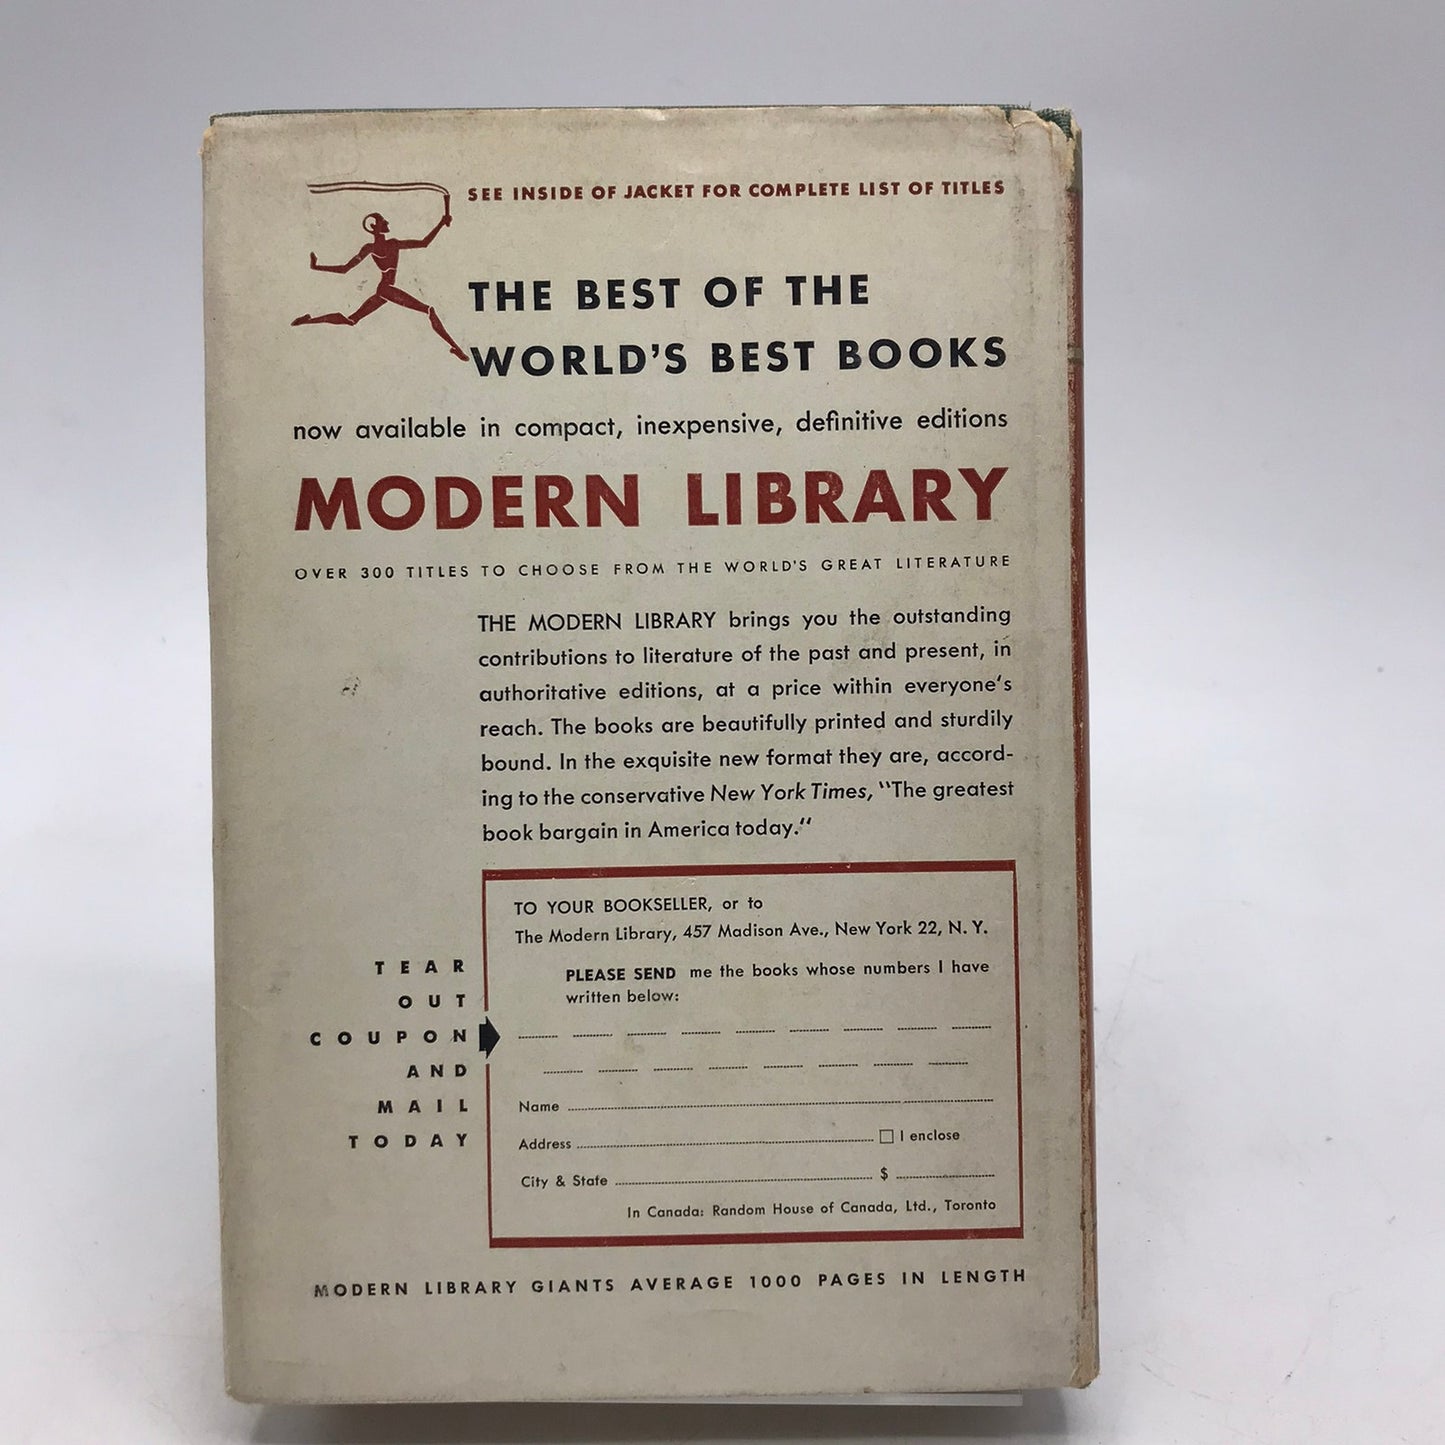 SEE INSIDE OF JACKET FOR COMPLETE LIST OF TITLES
THE BEST OF THE
WORLD'S BEST BOOKS
now available in compact, inexpensive, definitive editions
MODERN LIBRARY
OVER 300 TITLES TO CHOOSE FROM THE WORLD'S GREAT LITERATURE
THE MODERN LIBRARY brings you the outstanding
contributions to literature of the past and present, in
authoritative editions, at a price within everyone's
reach. The books are beautifully printed and sturdily
bound. In the exquisite new format they are, accord-
ing to the conservative New York Times, "The greatest
book bargain in America today."
TEAR
OUT
COUPON
AND
MAIL
TODAY
TO YOUR BOOKSELLER, or to
The Modern Library, 457 Madison Ave., New York 22, N. Y.
PLEASE SEND me the books whose numbers I have
written below:
Name
Address I enclose
City & State $
In Canada: Random House of Canada, Ltd., Toronto
MODERN LIBRARY GIANTS AVERAGE 1000 PAGES IN LENGTH